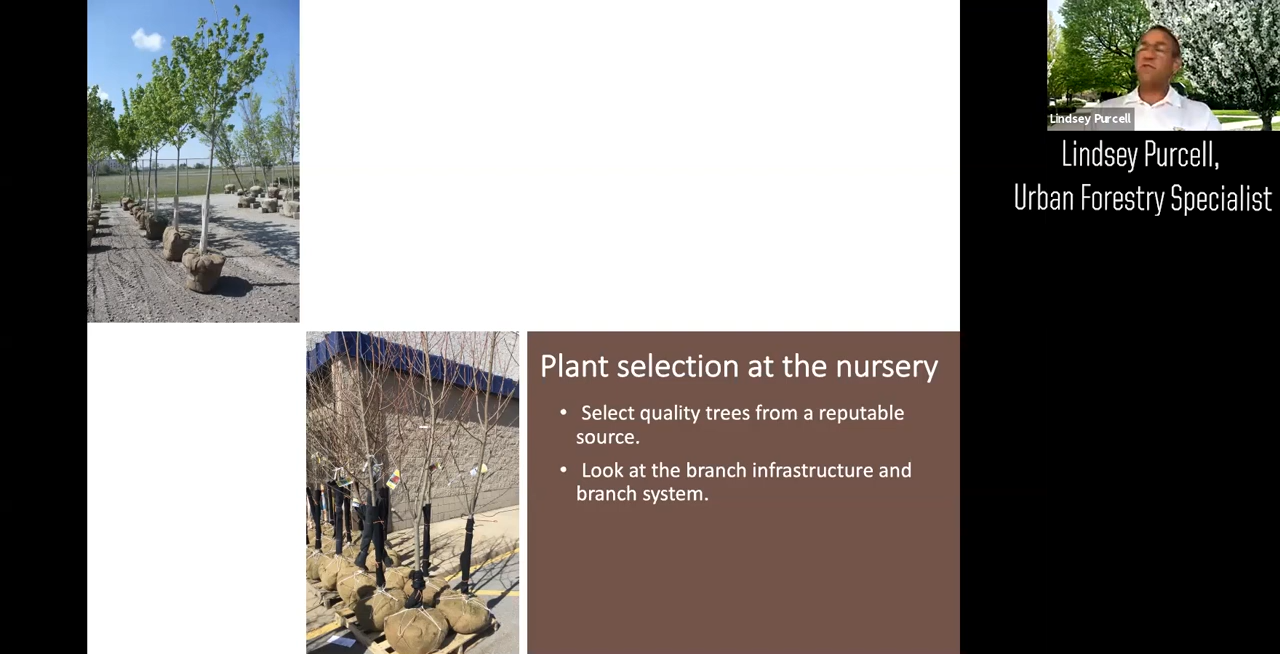 Lindsey Purcell
Lindsey Purcell,
Urban Forestry Specialist
Plant selection at the nursery
• Select quality trees from a reputable
source.
• Look at the branch infrastructure and
branch system.